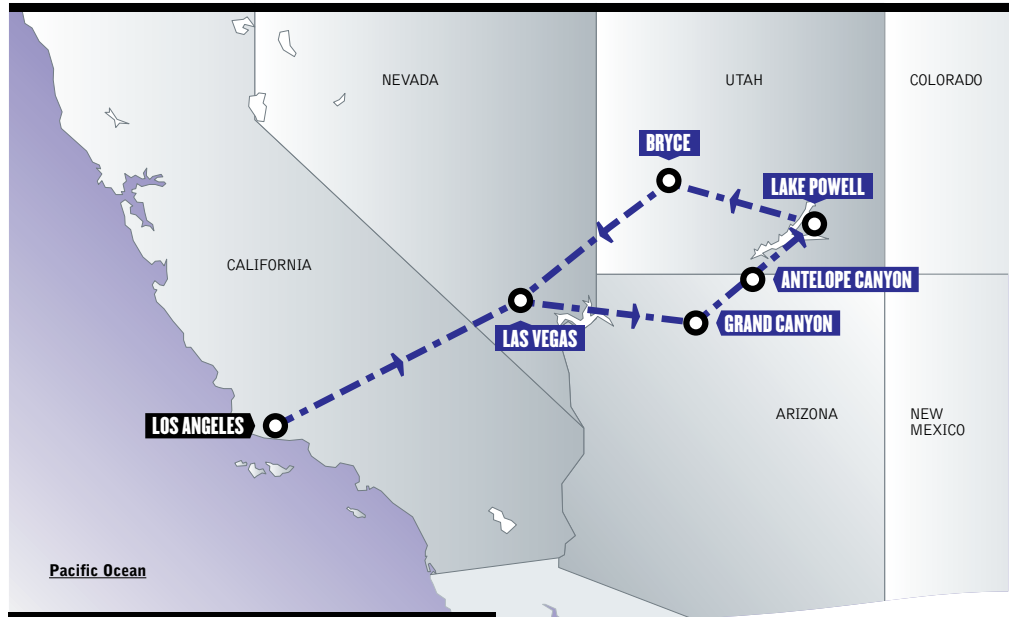 NEVADA
UTAH
COLORADO
BRYCE
LAKE POWELL
CALIFORNIA
ANTELOPE CANYON
GRAND CANYON
LAS VEGAS
LOS ANGELES
ARIZONA
NEW
MEXICO
Pacific Ocean